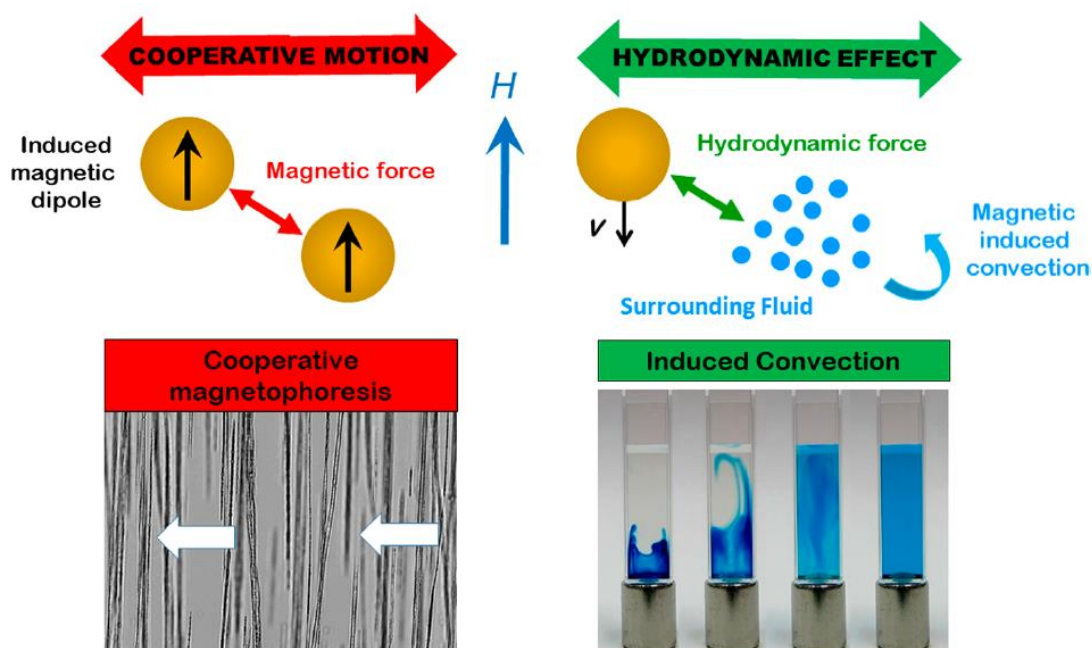 COOPERATIVE MOTION
HYDRODYNAMIC EFFECT
H
Induced
magnetic
dipole
Magnetic force
Hydrodynamic force
v
Magnetic
induced
convection
Surrounding Fluid
Cooperative
magnetophoresis
Induced Convection